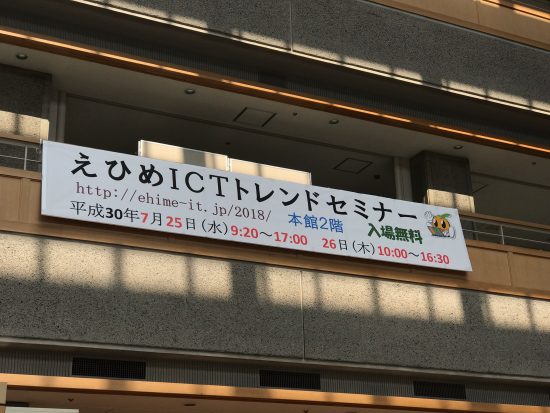 えひめICTトレンドセミナー
http://ehime-it.jp/2018/ 本館2階 入場無料
平成30年7月25日(水)9:20～17:00 26日(木)10:00～16:30